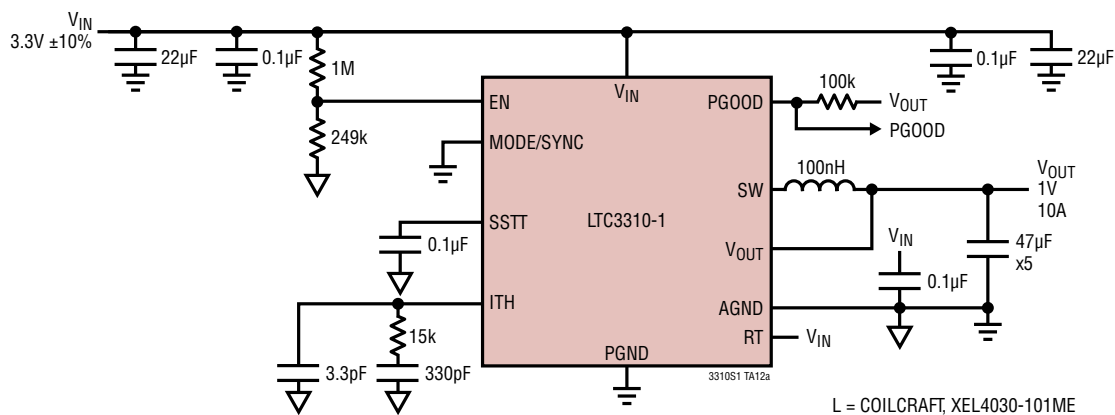 VIN
3.3V ±10%
22µF
0.1µF
1M
249k
0.1µF
22µF
EN
VIN
PGOOD
100k
VOUT
PGOOD
MODE/SYNC
100nH
SW
VOUT
1V
10A
SSTT
LTC3310-1
0.1µF
VOUT
VIN
0.1µF
47µF
x5
ITH
AGND
15k
RT
VIN
3.3pF
330pF
PGND
3310S1 TA12a
L = COILCRAFT, XEL4030-101ME